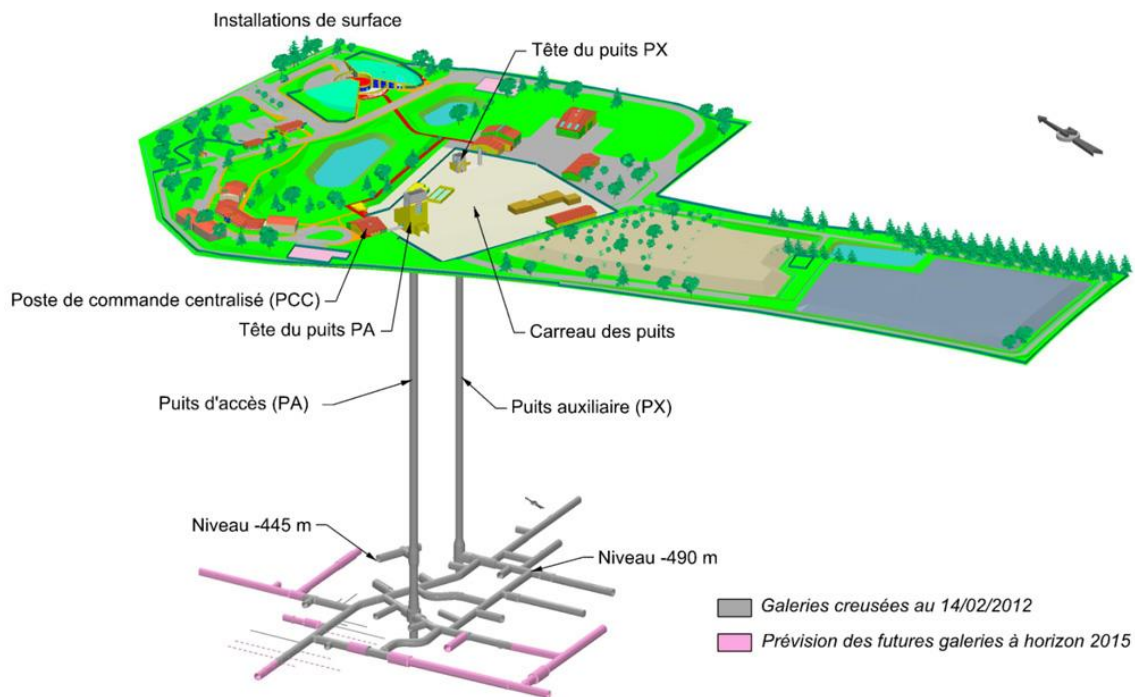 Installations de surface
Tête du puits PX
Poste de commande centralisé (PCC)
Tête du puits PA
Carreau des puits
Puits d'accès (PA)
Puits auxiliaire (PX)
Niveau -445 m
Niveau -490 m
Galeries creusées au 14/02/2012
Prévision des futures galeries à horizon 2015